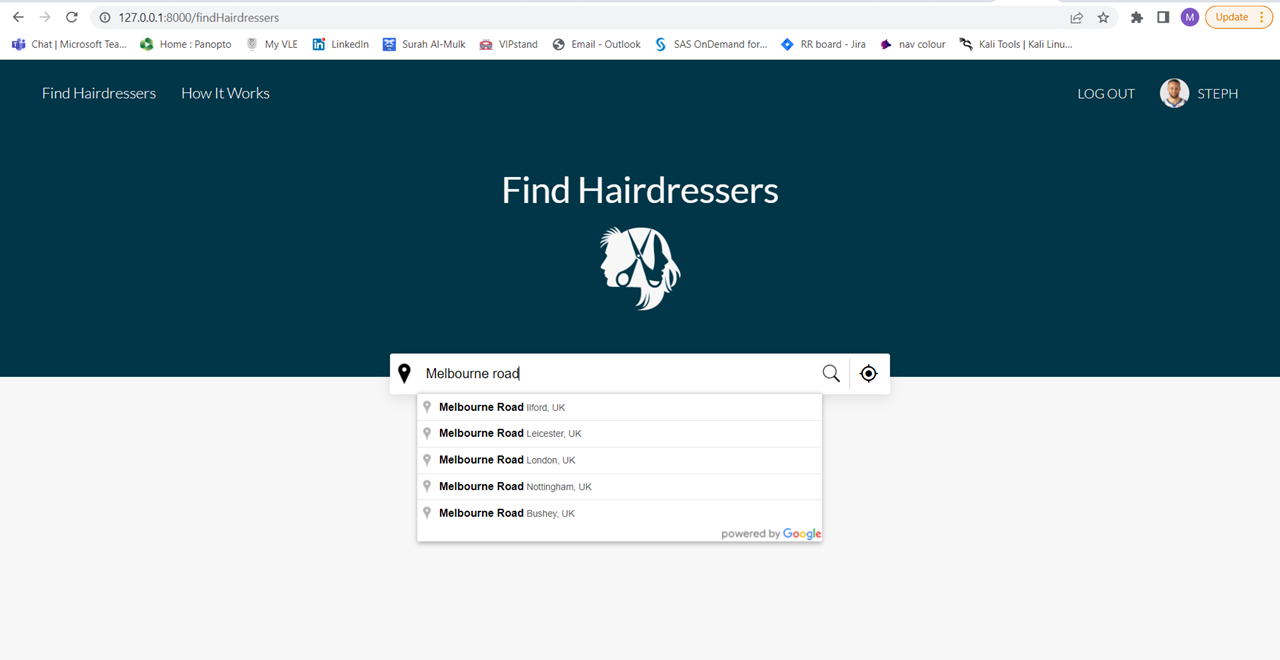 127.0.0.1:8000/findHairdressers
M
Update
Chat | Microsoft Tea... Home : Panopto My VLE LinkedIn Surah Al-Mulk VIPstand Email - Outlook SAS OnDemand for... RR board - Jira nav colour Kali Tools | Kali Linu...
Find Hairdressers How It Works LOG OUT STEPH
Find Hairdressers
Melbourne road
Melbourne Road Ilford, UK
Melbourne Road Leicester, UK
Melbourne Road London, UK
Melbourne Road Nottingham, UK
Melbourne Road Bushey, UK
powered by Google